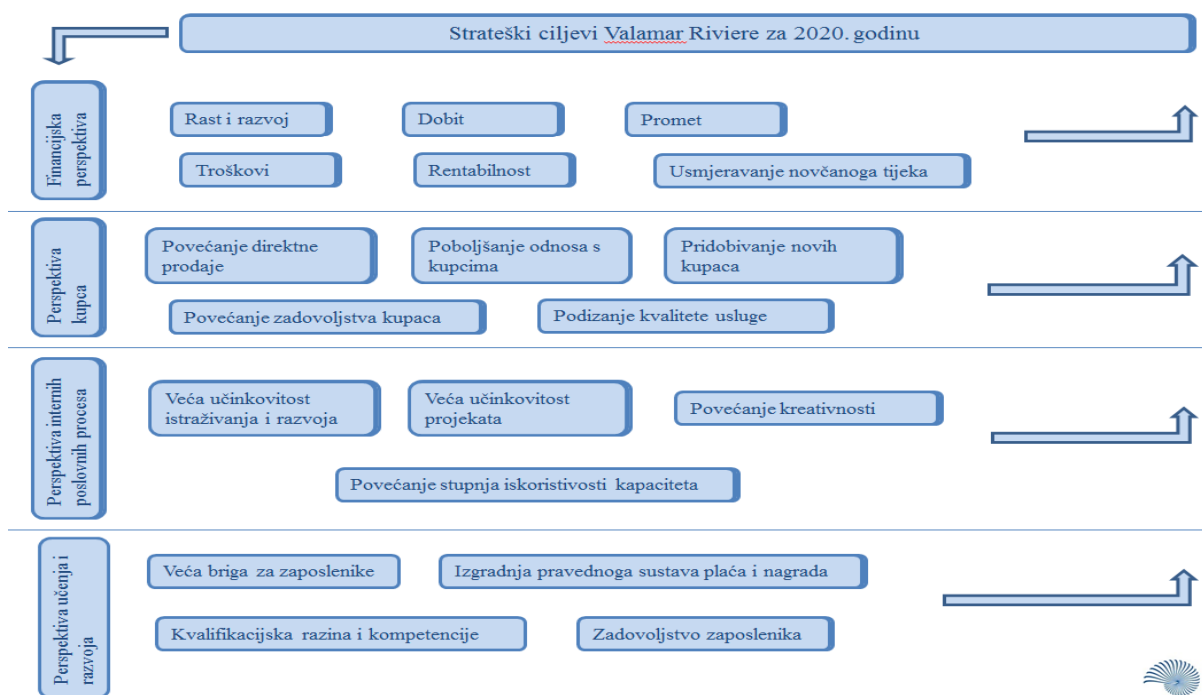 Strateški ciljevi Valamar Riviere za 2020. godinu
Financijska
perspektiva
Rast i razvoj
Dobit
Promet
Troškovi
Rentabilnost
Usmjeravanje novčanoga tijeka
Perspektiva
kupca
Povećanje direktne
prodaje
Poboljšanje odnosa s
kupcima
Pridobivanje novih
kupaca
Povećanje zadovoljstva kupaca
Podizanje kvalitete usluge
Perspektiva internih
poslovnih procesa
Veća učinkovitost
istraživanja i razvoja
Veća učinkovitost
projekata
Povećanje kreativnosti
Povećanje stupnja iskoristivosti kapaciteta
Perspektiva učenja i
razvoja
Veća briga za zaposlenike
Izgradnja pravednoga sustava plaća i nagrada
Kvalifikacijska razina i kompetencije
Zadovoljstvo zaposlenika